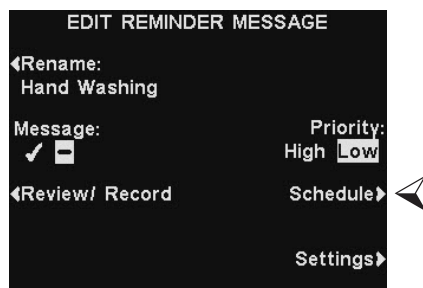 EDIT REMINDER MESSAGE
Rename:
Hand Washing
Message: Priority:
✓ – High Low
Review/ Record Schedule
Settings